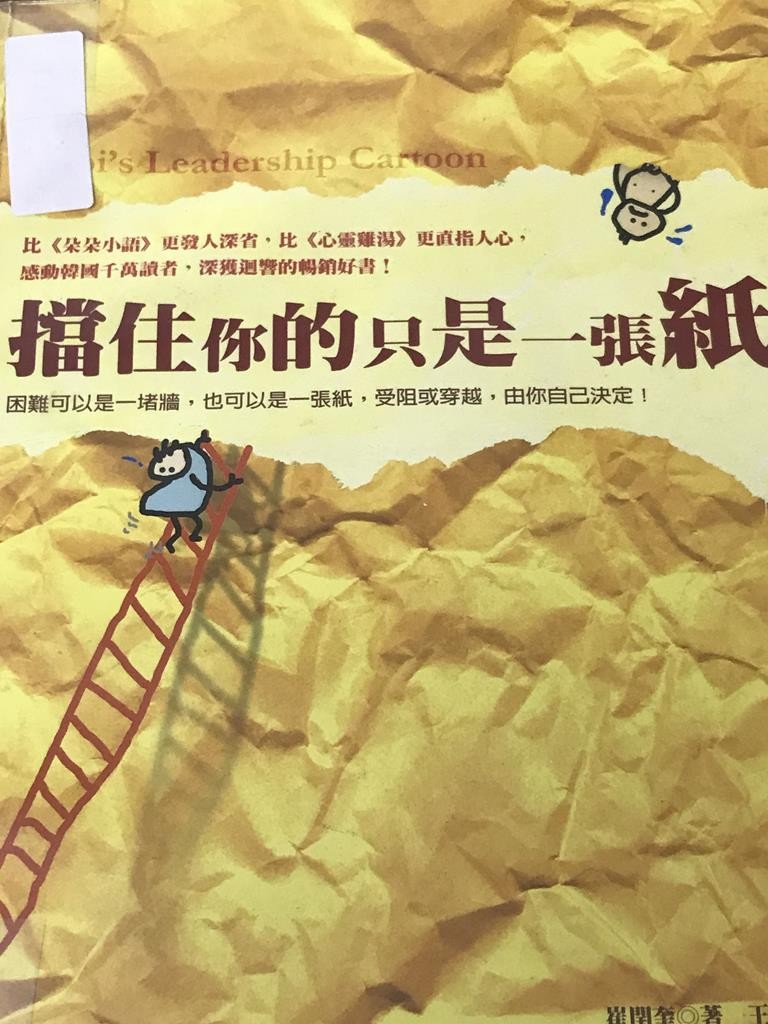 oi's Leadership Cartoon
比《朵朵小語》更發人深省,比《心靈雞湯》更直指人心,
感動韓國千萬讀者,深獲迴響的暢銷好書!
擋住你的只是一張紙
困難可以是一堵牆,也可以是一張紙,受阻或穿越,由你自己決定!
崔閏奎◎著 王